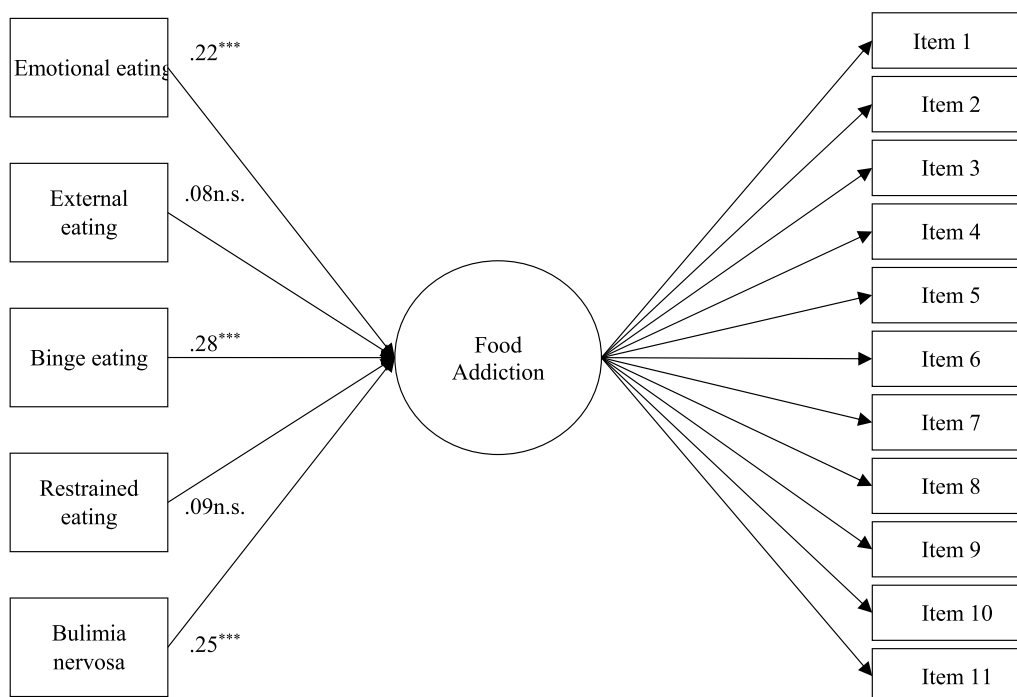 Emotional eating
.22***
External
eating
.08n.s.
Binge eating
.28***
Restrained
eating
.09n.s.
Bulimia
nervosa
.25***
Food
Addiction
Item 1
Item 2
Item 3
Item 4
Item 5
Item 6
Item 7
Item 8
Item 9
Item 10
Item 11